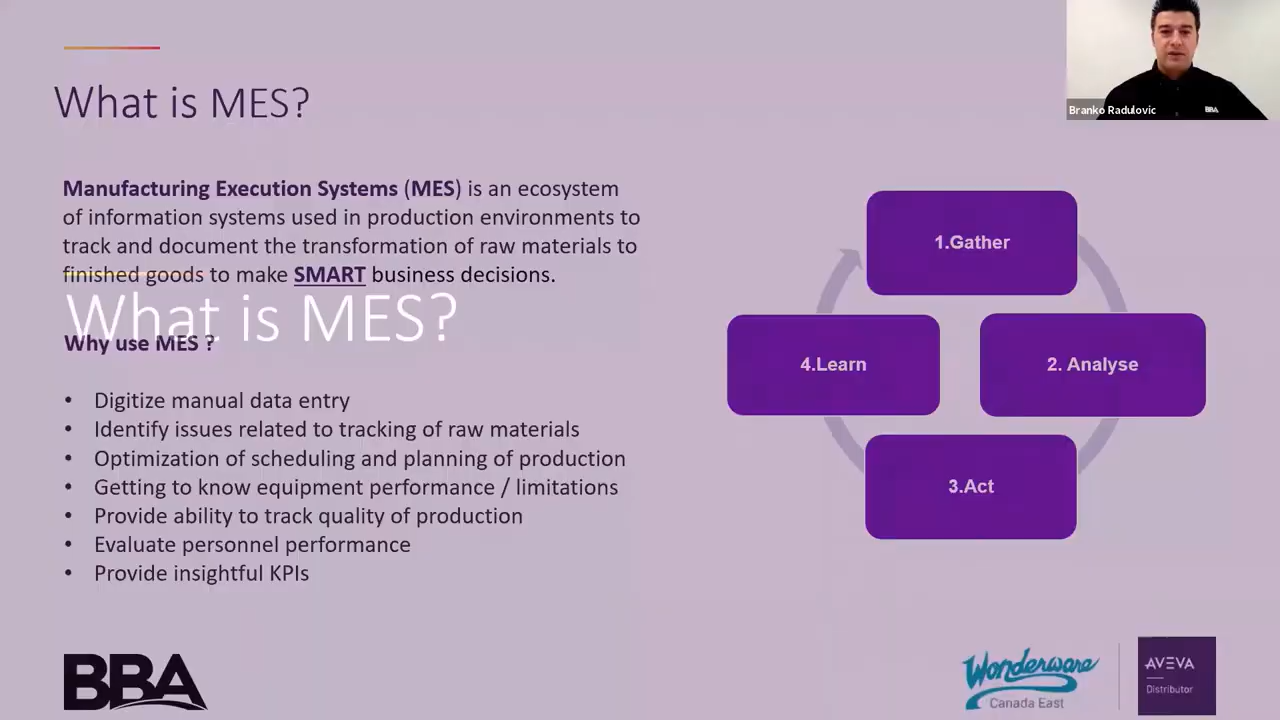 What is MES?
Branko Radulovic
BBA
Manufacturing Execution Systems (MES) is an ecosystem
of information systems used in production environments to
track and document the transformation of raw materials to
finished goods to make SMART business decisions.
What is MES?
Why use MES ?
• Digitize manual data entry
• Identify issues related to tracking of raw materials
• Optimization of scheduling and planning of production
• Getting to know equipment performance / limitations
• Provide ability to track quality of production
• Evaluate personnel performance
• Provide insightful KPIs
1.Gather
2. Analyse
3.Act
4.Learn
BBA
Wonderware
Canada East
AVEVA
Distributor